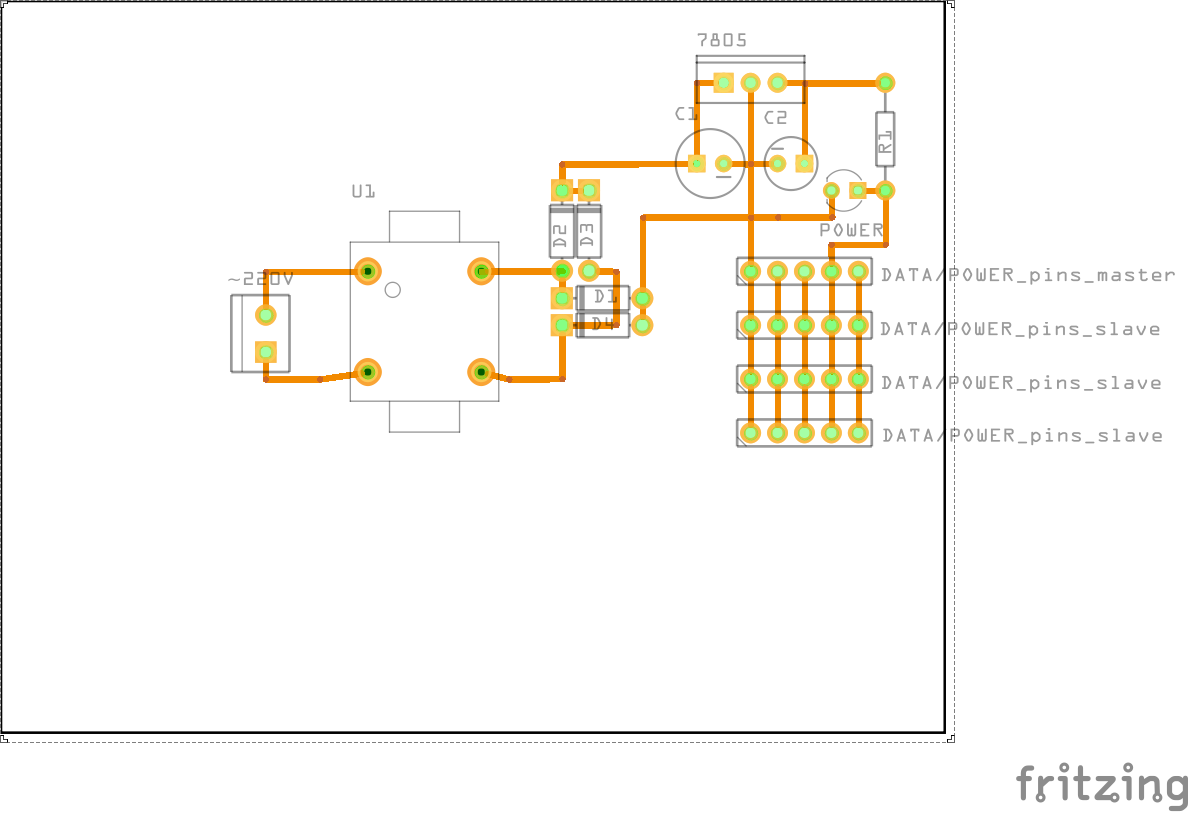 7805
C1
C2
R1
U1
D2
D3
POWER
~220V
DATA/POWER_pins_master
D1
D4
DATA/POWER_pins_slave
DATA/POWER_pins_slave
DATA/POWER_pins_slave
fritzing